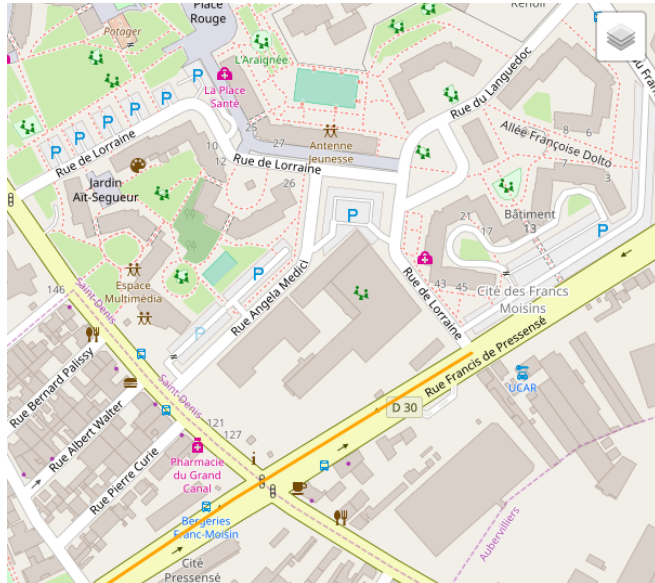 Place
Rouge
Renoir
Potager
L'Araignée
La Place
Santé
Rue du Languedoc
25
27
Antenne
Jeunesse
Allée Françoise Dolto
8
6
7
3
Rue de Lorraine
10
12
Rue de Lorraine
26
Jardin
Aït-Segueur
Bâtiment
13
21
17
Espace
Multimédia
146
Saint-Denis
Rue Angela Medici
43
45
Rue de Lorraine
Cité des Francs
Moisins
Rue Bernard Palissy
Saint-Denis
Rue Francis de Pressensé
UCAR
D 30
Rue Albert Walter
121
127
Rue Pierre Curie
Pharmacie
du Grand
Canal
Bergeries
Franc-Moisin
Aubervilliers
Cité
Pressensé